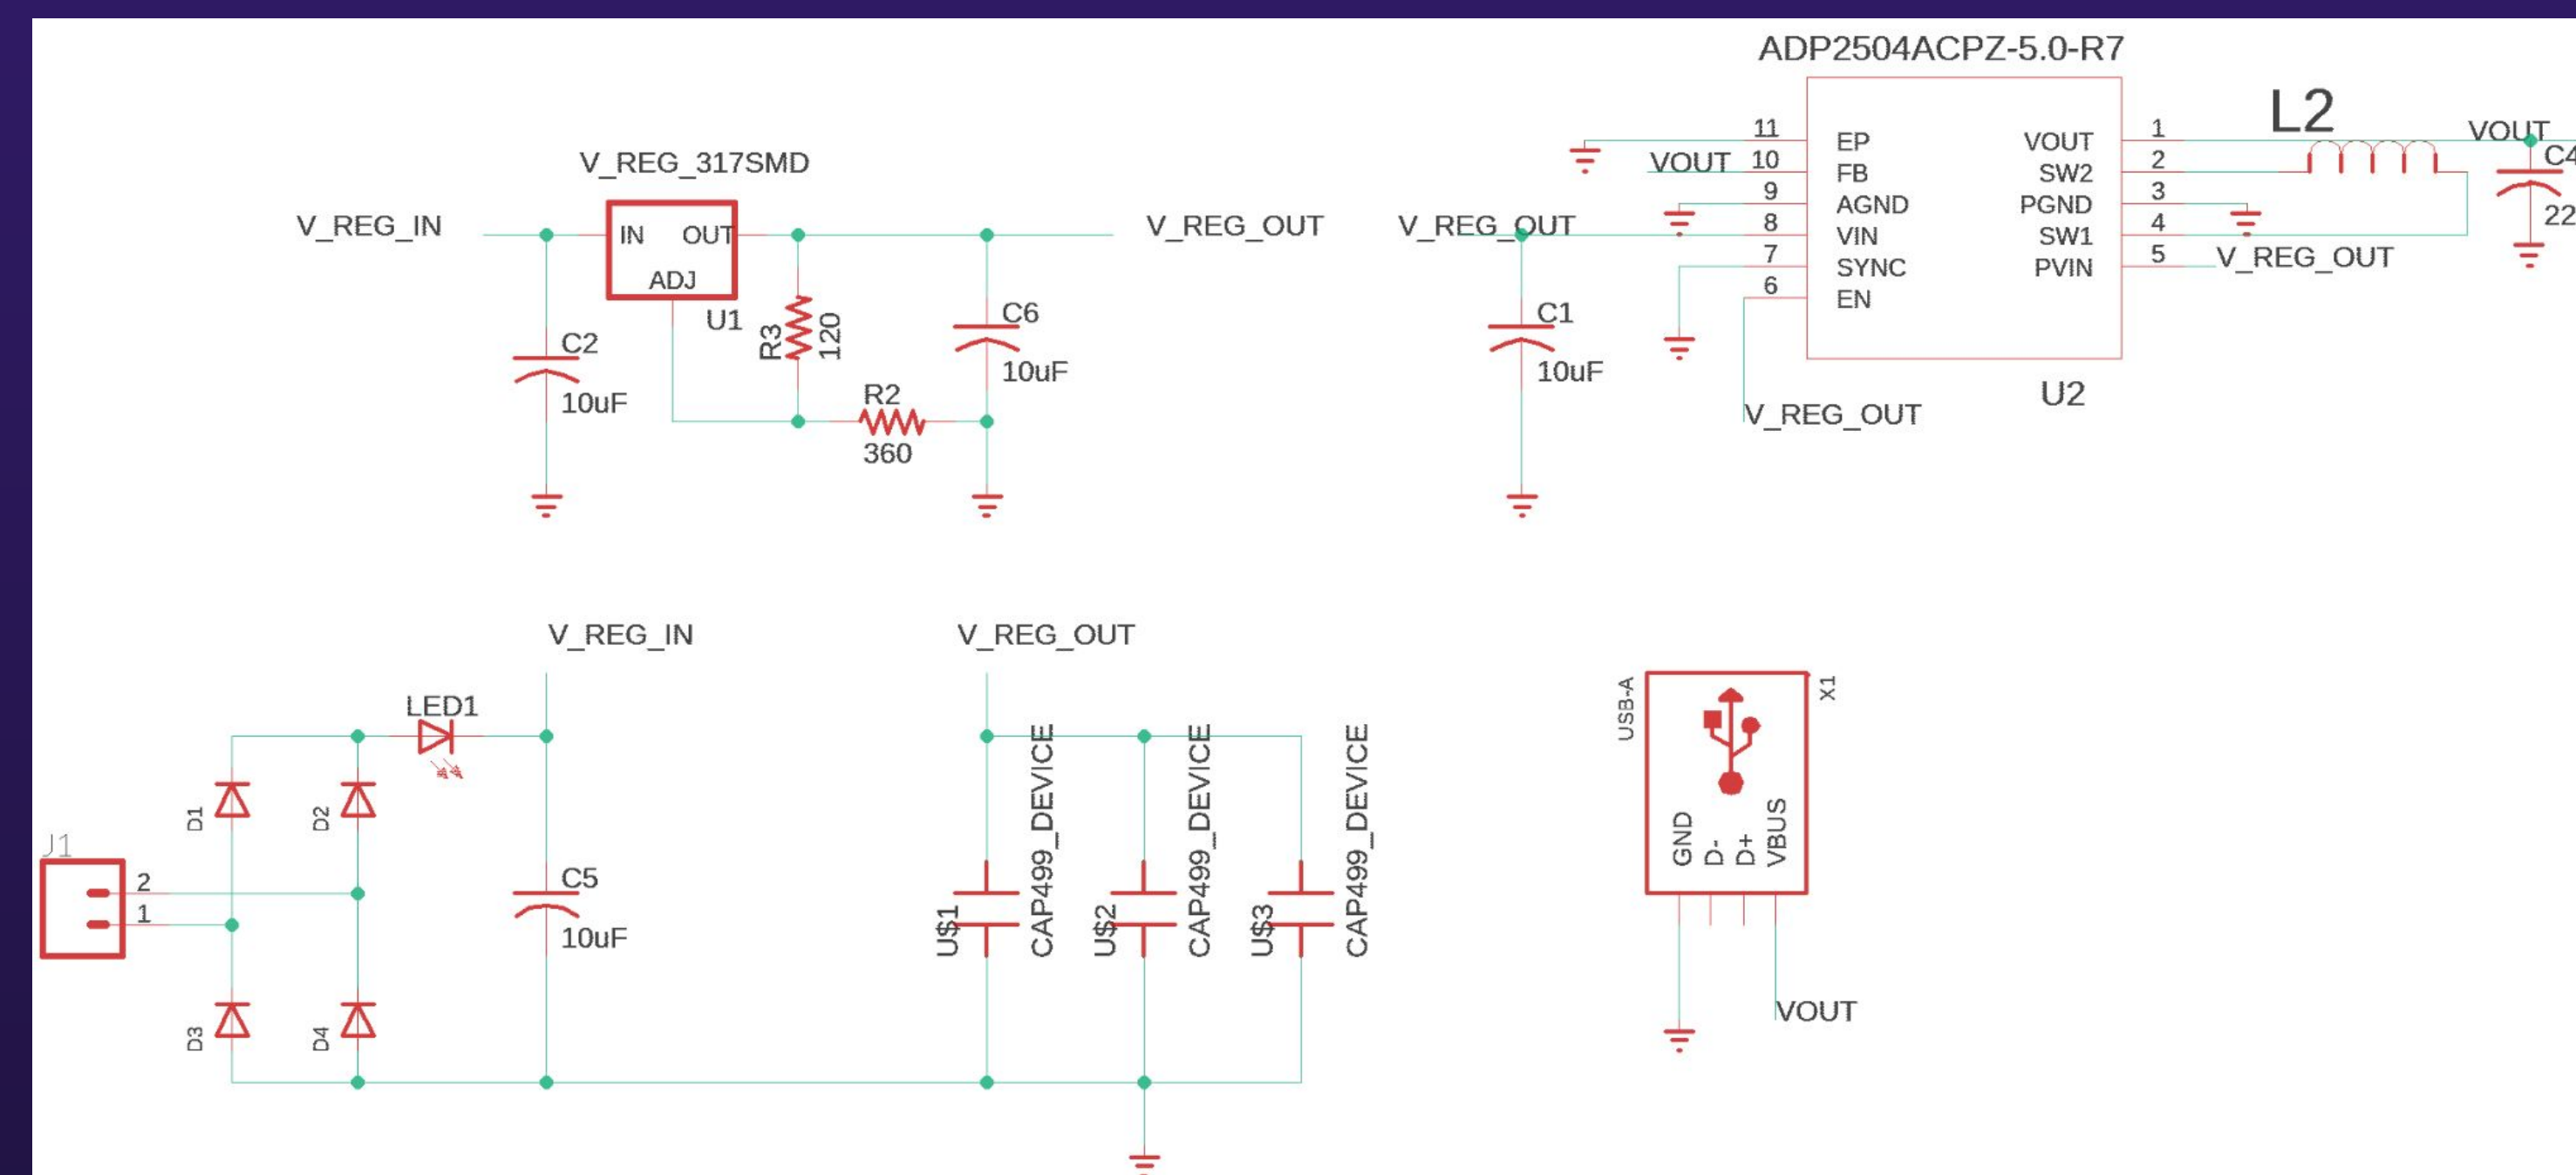 ADP2504ACPZ-5.0-R7
V_REG_317SMD
V_REG_IN
IN OUT
ADJ
U1
V_REG_OUT
C2
10uF
R3
120
R2
360
C6
10uF
V_REG_OUT
C1
10uF
VOUT
11 EP
10 FB
9 AGND
8 VIN
7 SYNC
6 EN
V_REG_OUT
VOUT 1
SW2 2
PGND 3
SW1 4
PVIN 5
U2
L2
VOUT
V_REG_OUT
C4
22
V_REG_IN
LED1
D1
D2
J1
2
1
D3
D4
C5
10uF
V_REG_OUT
U$1
CAP499_DEVICE
U$2
CAP499_DEVICE
U$3
CAP499_DEVICE
USB-A
X1
GND
D-
D+
VBUS
VOUT